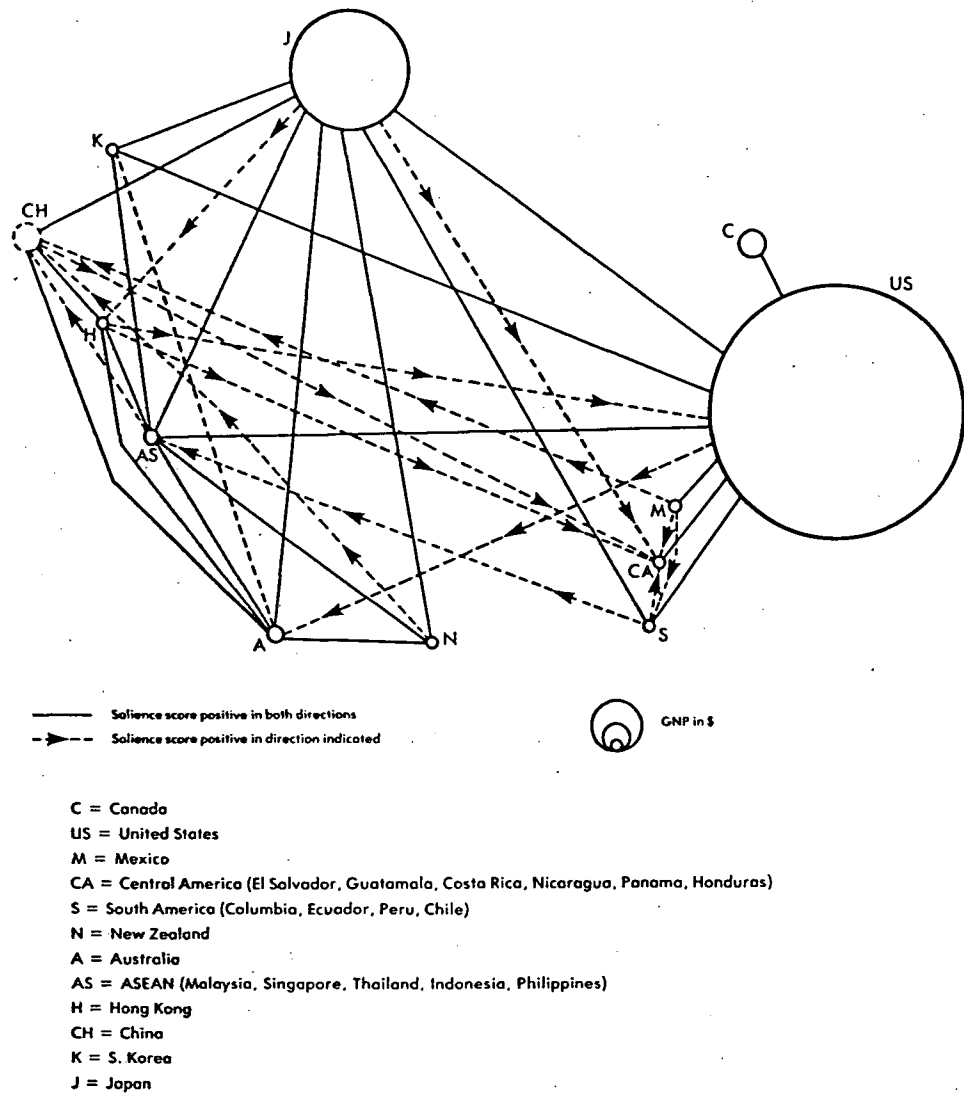 J
K
CH
C
US
H
AS
M
CA
A
N
S
Salience score positive in both directions
Salience score positive in direction indicated
GNP in $
C = Canada
US = United States
M = Mexico
CA = Central America (El Salvador, Guatamala, Costa Rica, Nicaragua, Panama, Honduras)
S = South America (Columbia, Ecuador, Peru, Chile)
N = New Zealand
A = Australia
AS = ASEAN (Malaysia, Singapore, Thailand, Indonesia, Philippines)
H = Hong Kong
CH = China
K = S. Korea
J = Japan